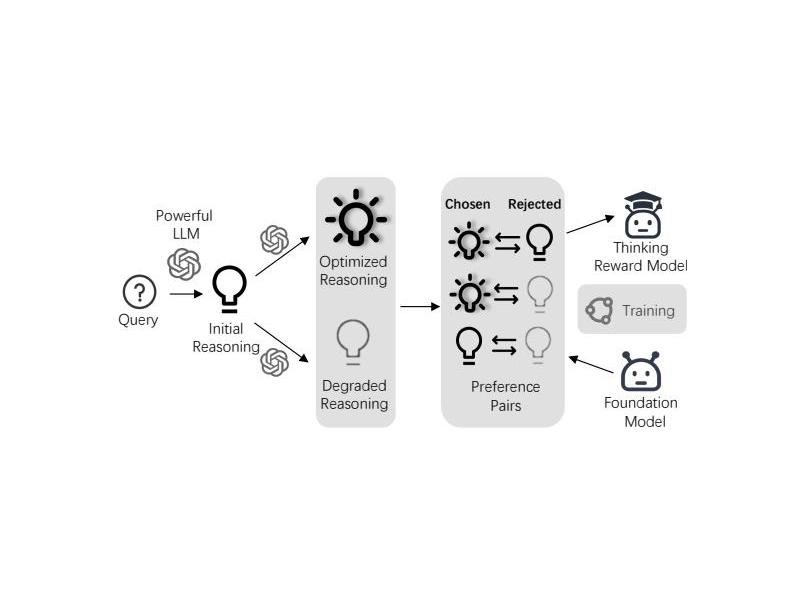 Powerful
LLM
?
Query
Initial
Reasoning
Optimized
Reasoning
Degraded
Reasoning
Chosen Rejected
Preference
Pairs
Thinking
Reward Model
Training
Foundation
Model